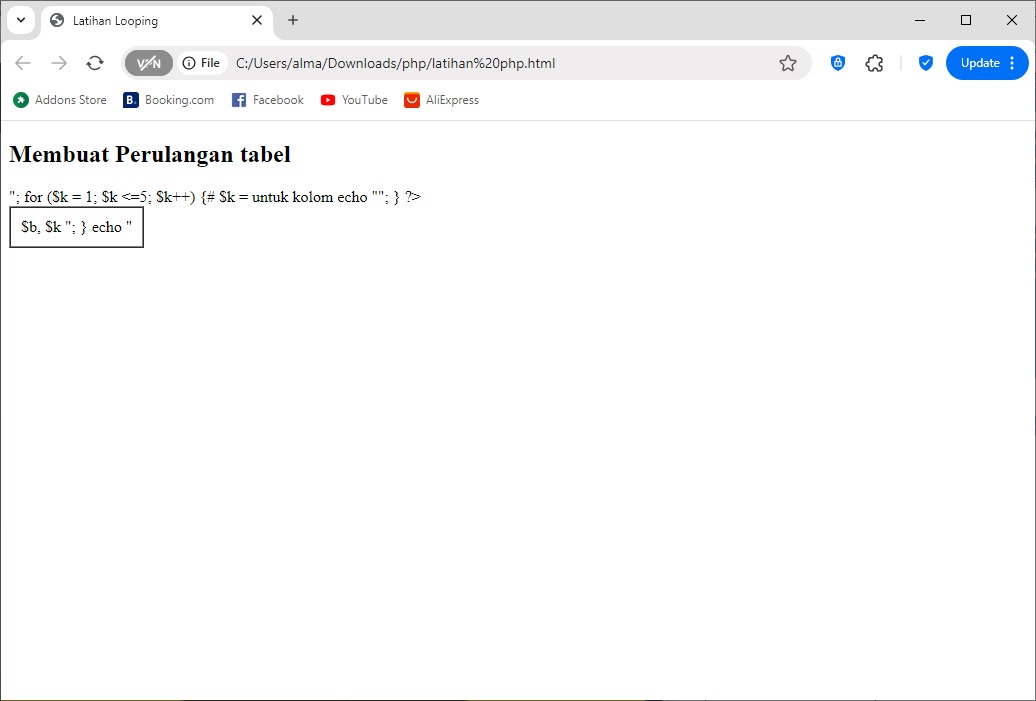 Latihan Looping
VPN
File
C:/Users/alma/Downloads/php/latihan%20php.html
Update
Addons Store
B.
Booking.com
Facebook
YouTube
AliExpress
Membuat Perulangan tabel
"; for ($k = 1; $k <=5; $k++) {# $k = untuk kolom echo ""; } ?>
$b, $k "; } echo "